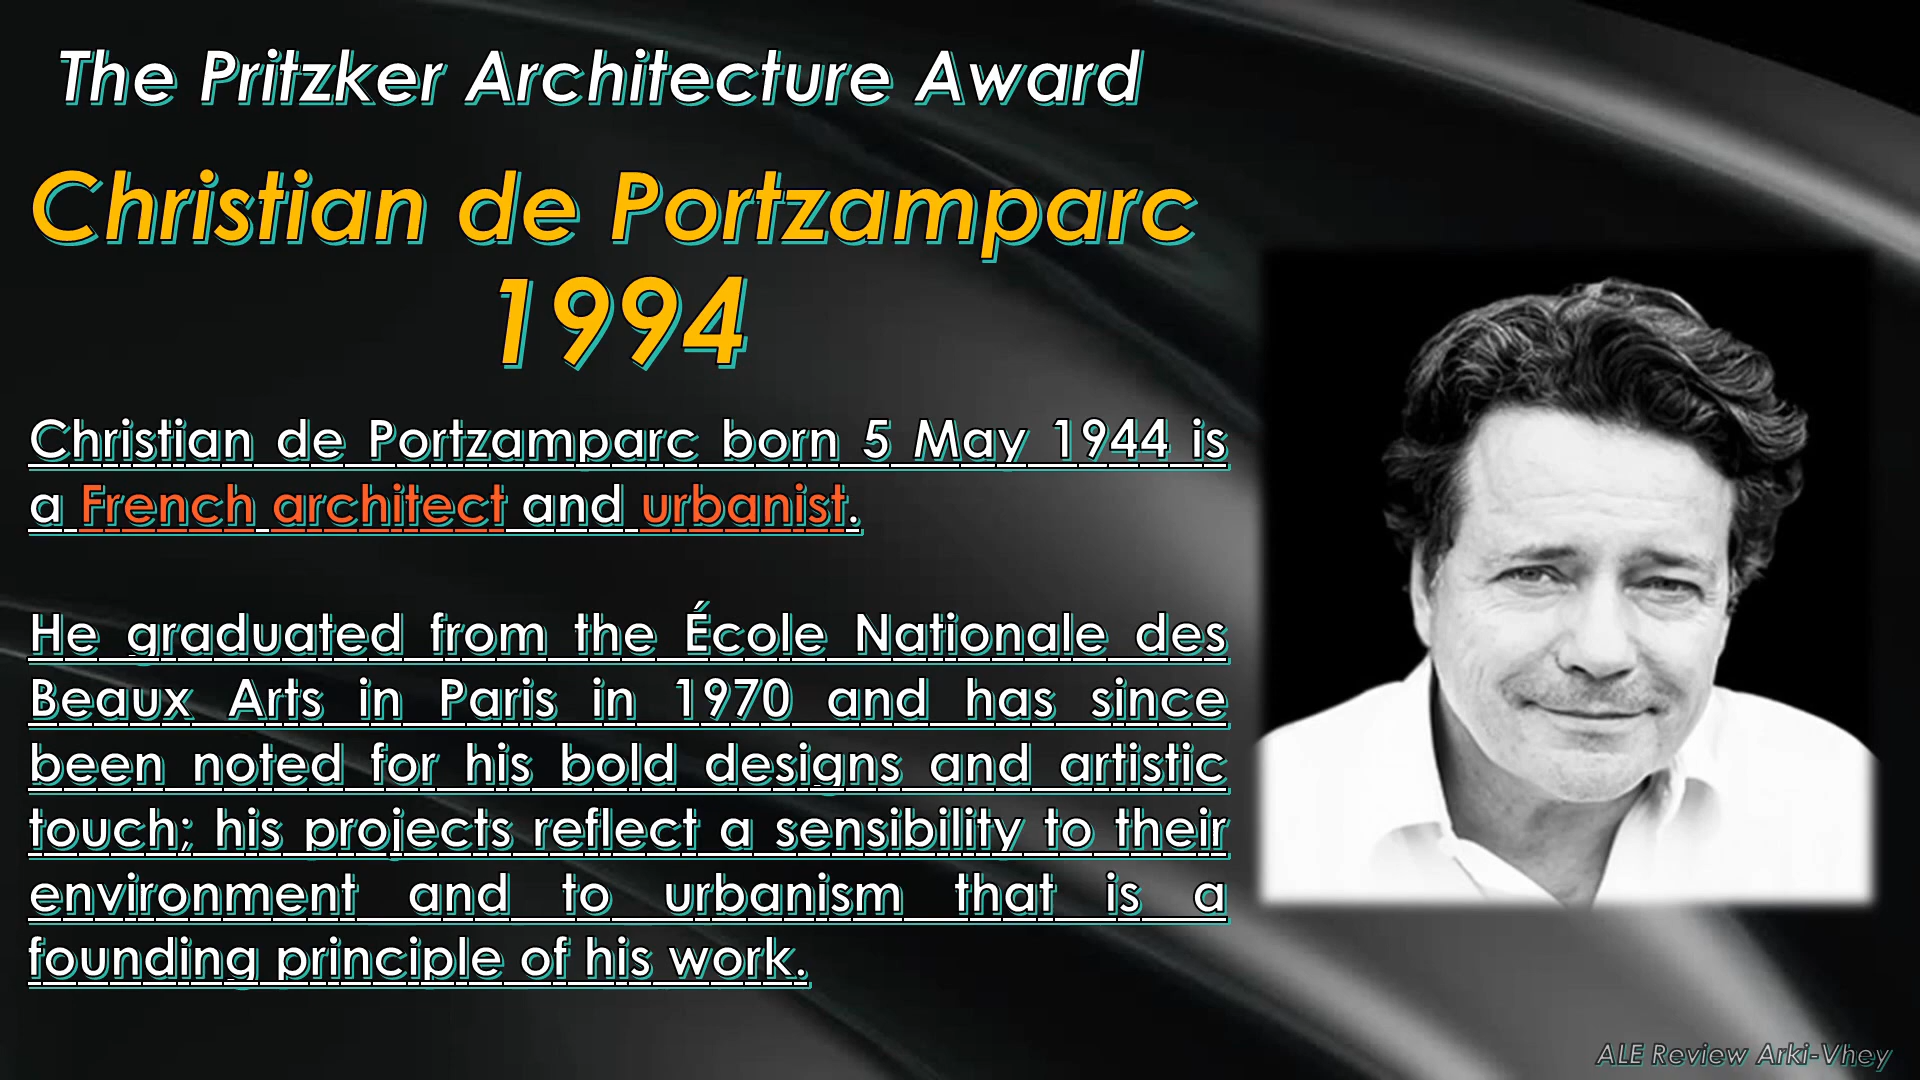 The Pritzker Architecture Award
Christian de Portzamparc
1994
Christian de Portzamparc born 5 May 1944 is
a French architect and urbanist.
He graduated from the École Nationale des
Beaux Arts in Paris in 1970 and has since
been noted for his bold designs and artistic
touch; his projects reflect a sensibility to their
environment and to urbanism that is a
founding principle of his work.
ALE Review Arki-Vhey